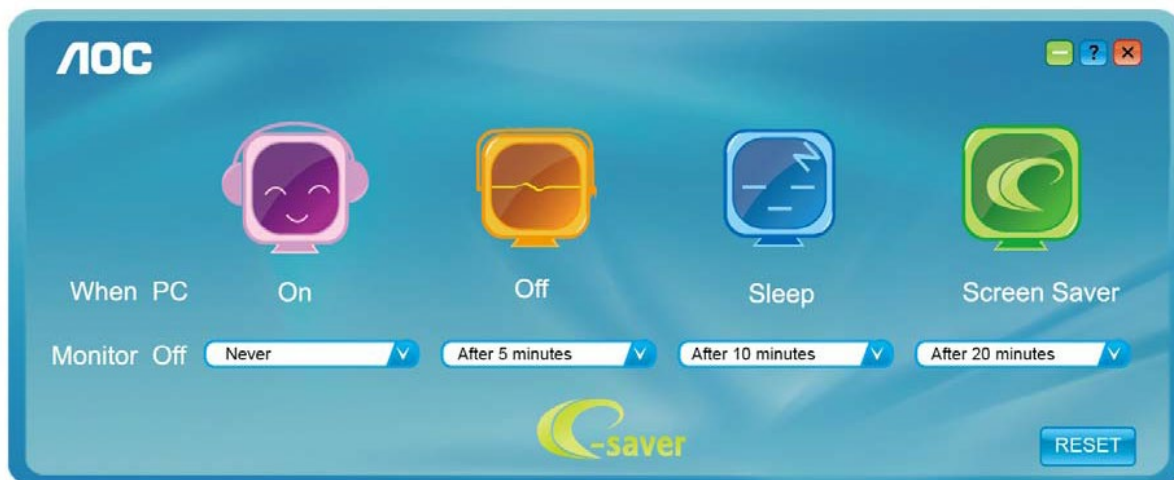 AOC
?
When PC On Off Sleep Screen Saver
Monitor Off Never After 5 minutes After 10 minutes After 20 minutes
e-saver
RESET